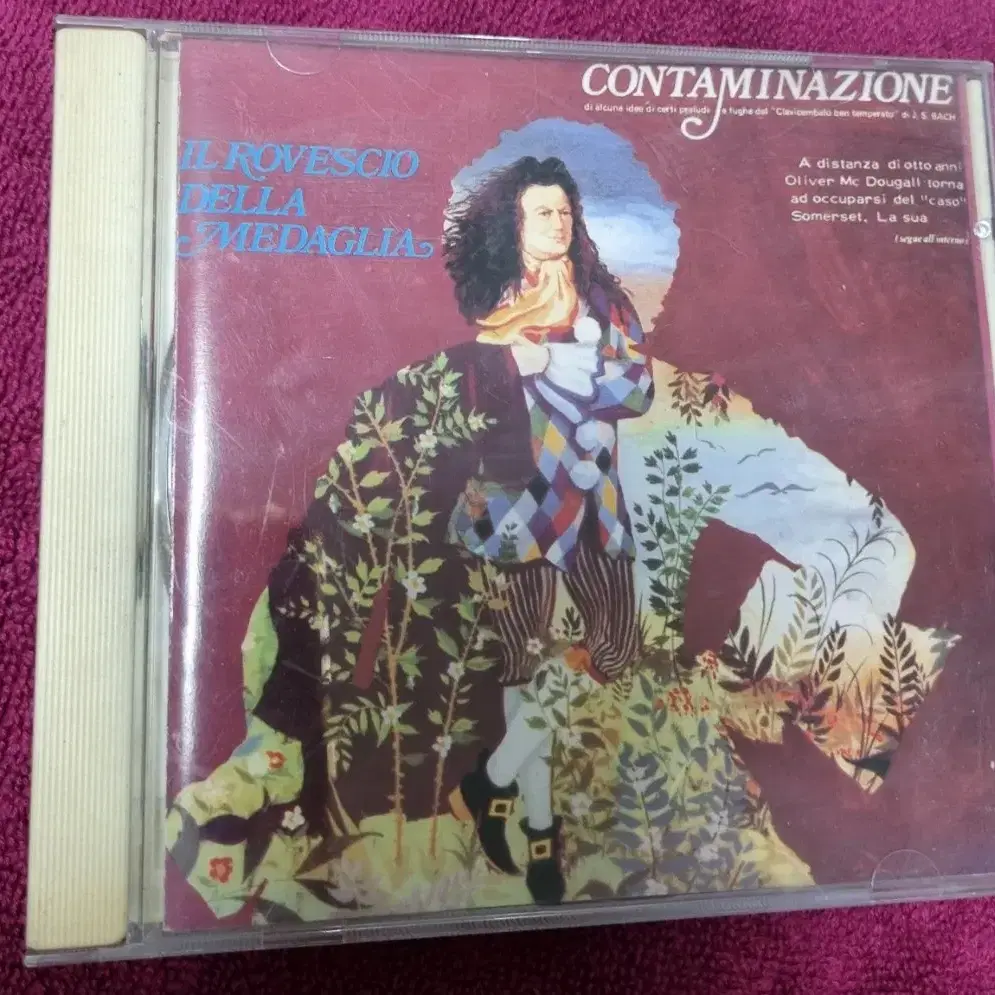 CONTAMINAZIONE
di alcune idee di certi preludi e fughe del "Clavicembalo ben temperato" di J. S. BACH
IL ROVESCIO
DELLA
MEDAGLIA
A distanza di otto anni
Oliver Mc Dougall torna
ad occuparsi del "caso"
Somerset. La sua
(segue all'interno)